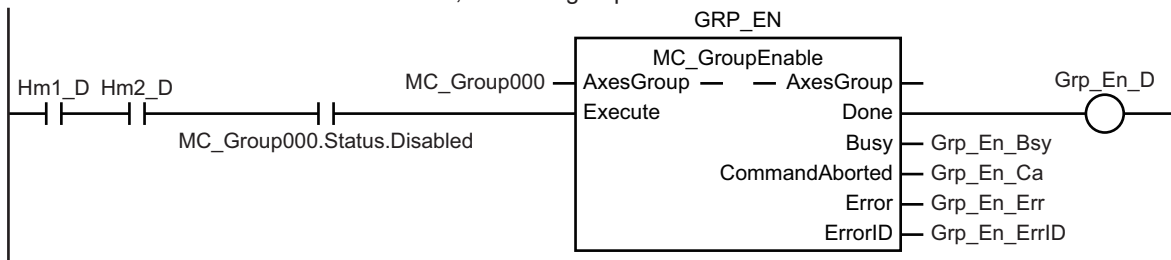 GRP_EN
MC_GroupEnable
Hm1_D Hm2_D MC_Group000 AxesGroup AxesGroup Grp_En_D
Execute Done
MC_Group000.Status.Disabled
Busy Grp_En_Bsy
CommandAborted Grp_En_Ca
Error Grp_En_Err
ErrorID Grp_En_ErrID